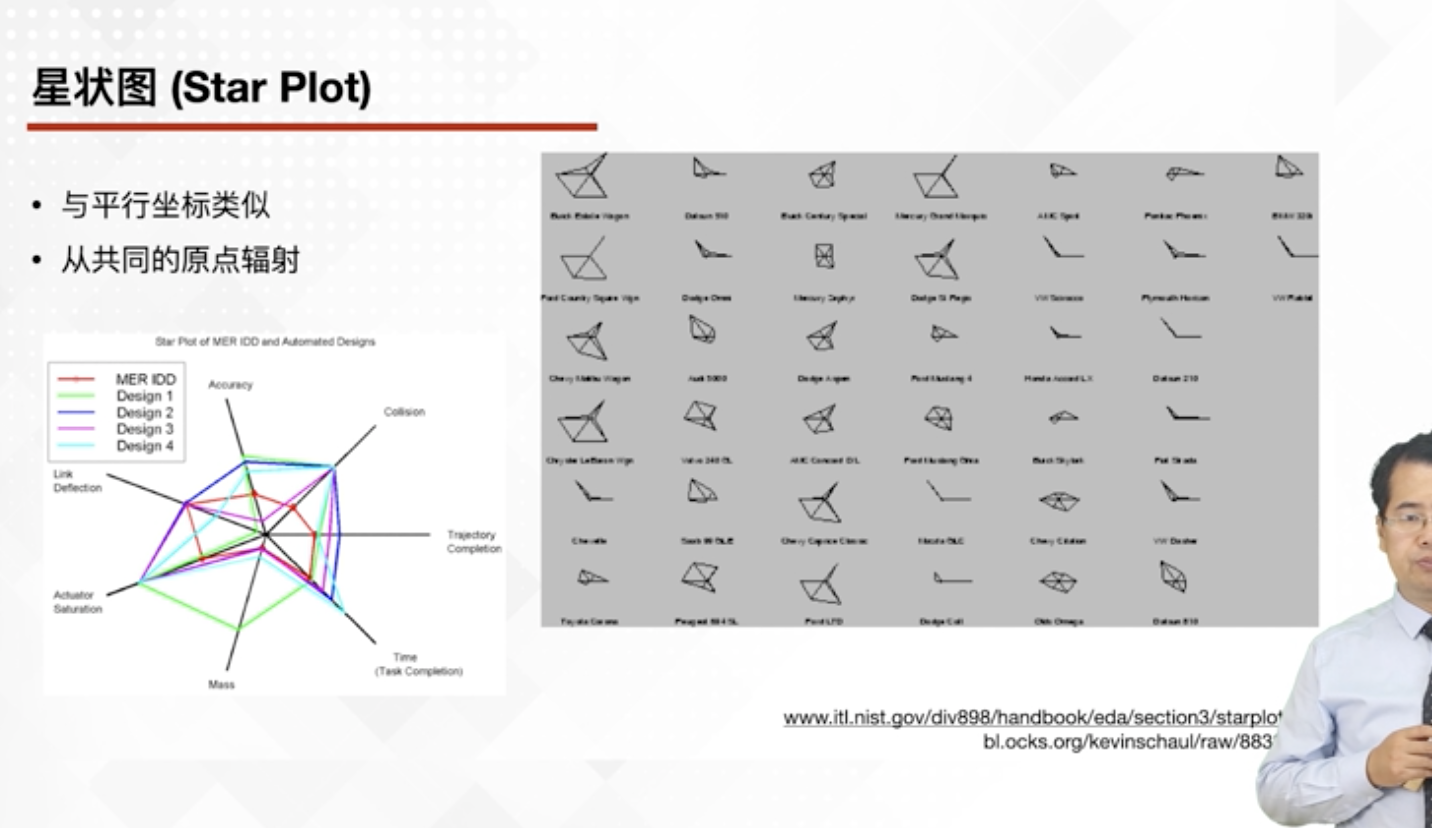 星状图 (Star Plot)
• 与平行坐标类似
• 从共同的原点辐射
Star Plot of MER IDD and Automated Designs
MER IDD
Design 1
Design 2
Design 3
Design 4
Accuracy
Collision
Link
Deflection
Trajectory
Completion
Actuator
Saturation
Time
(Task Completion)
Mass
Buick Estate Wagon
Datsun 510
Buick Century Special
Mercury Grand Marquis
AMC Spirit
Pontiac Phoenix
BMW 320i
Ford Country Squire Wgn
Dodge Omni
Mercury Zephyr
Dodge St Regis
VW Scirocco
Plymouth Horizon
VW Rabbit
Chevy Malibu Wagon
Audi 5000
Dodge Aspen
Ford Mustang 4
Honda Accord LX
Datsun 210
Chrysler LeBaron Wgn
Volvo 240 GL
AMC Concord D/L
Ford Mustang Ghia
Buick Skylark
Fiat Strada
Chevette
Saab 99 GLE
Chevy Caprice Classic
Mazda GLC
Chevy Citation
VW Dasher
Toyota Corona
Peugeot 694 SL
Ford LTD
Dodge Colt
Olds Omega
Datsun 810
www.itl.nist.gov/div898/handbook/eda/section3/starplot
bl.ocks.org/kevinschaul/raw/883